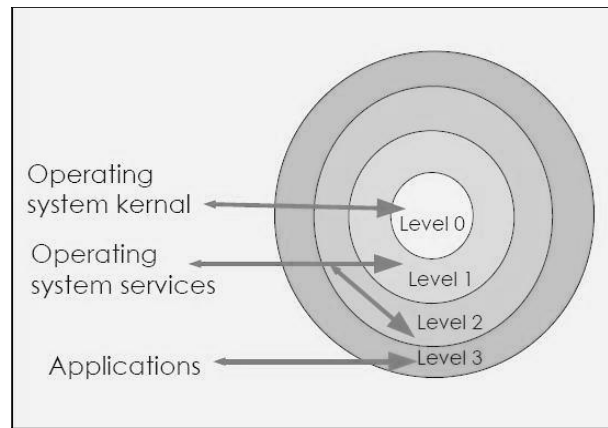 Operating
system kernal
Level 0
Operating
system services
Level 1
Level 2
Applications
Level 3